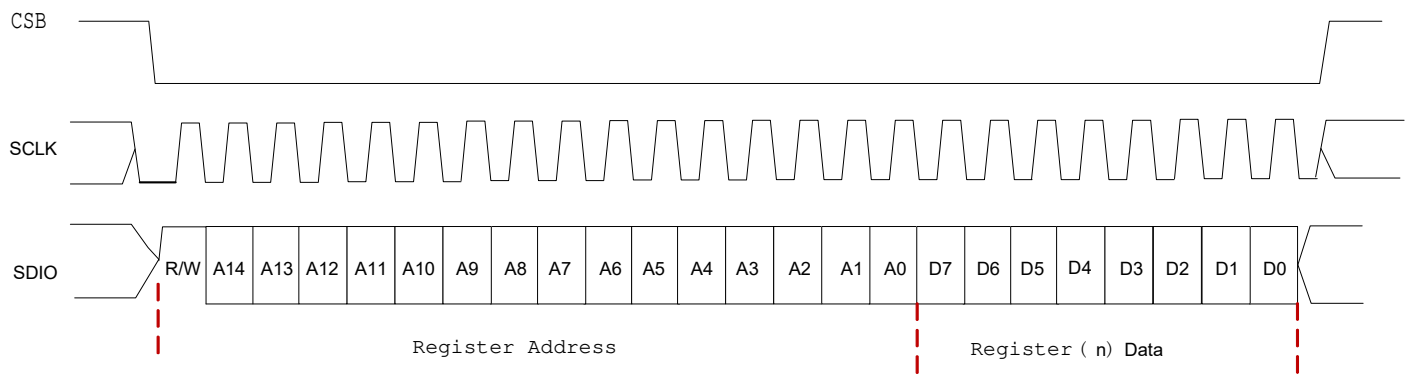 CSB
SCLK
SDIO R/W A14 A13 A12 A11 A10 A9 A8 A7 A6 A5 A4 A3 A2 A1 A0 D7 D6 D5 D4 D3 D2 D1 D0
Register Address Register ( n) Data